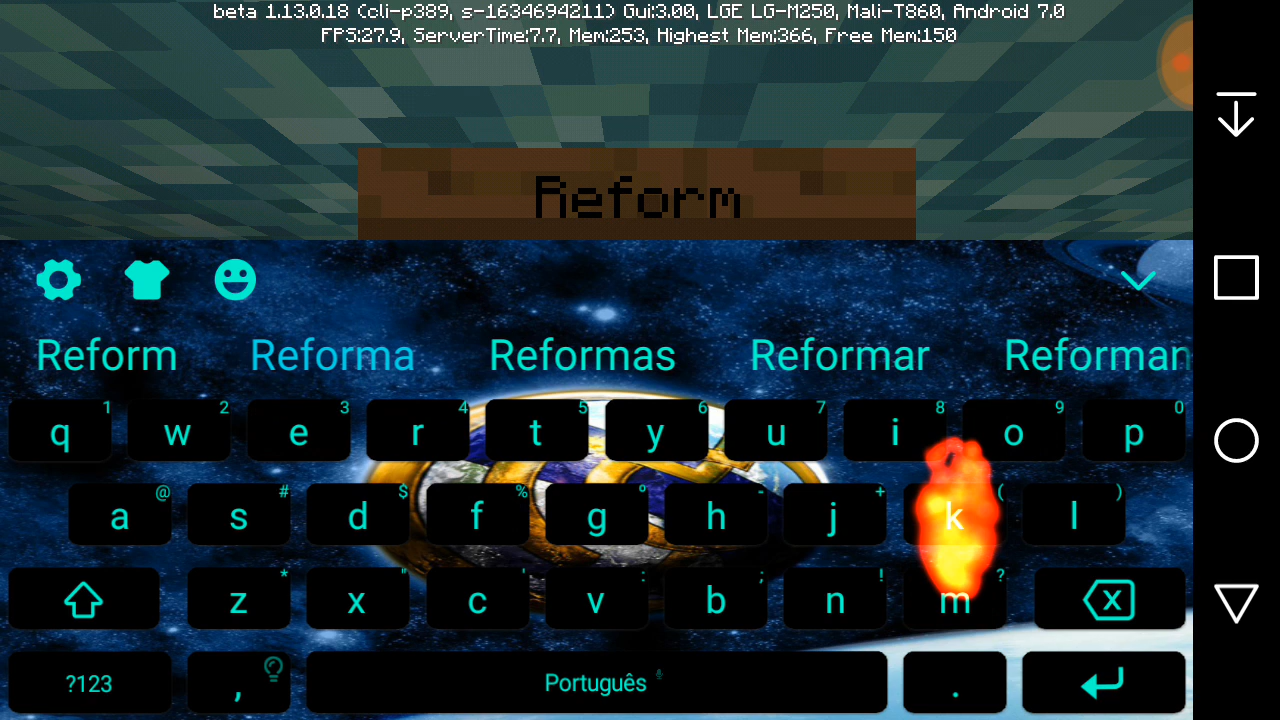 beta 1.13.0.18 (cli-p389, s-1634694211) Gui:3.00, LGE LG-M250, Mali-T860, Android 7.0
FPS:27.9, ServerTime:7.7, Mem:253, Highest Mem:366, Free Mem:150
Reform
Reform Reforma Reformas Reformar Reforman
q 1 w 2 e 3 r 4 t 5 y 6 u 7 i 8 o 9 p 0
a @ s # d $ f % g º h - j + k ( l )
z * x " c ' v : b ; n ! m ?
?123 , Português .